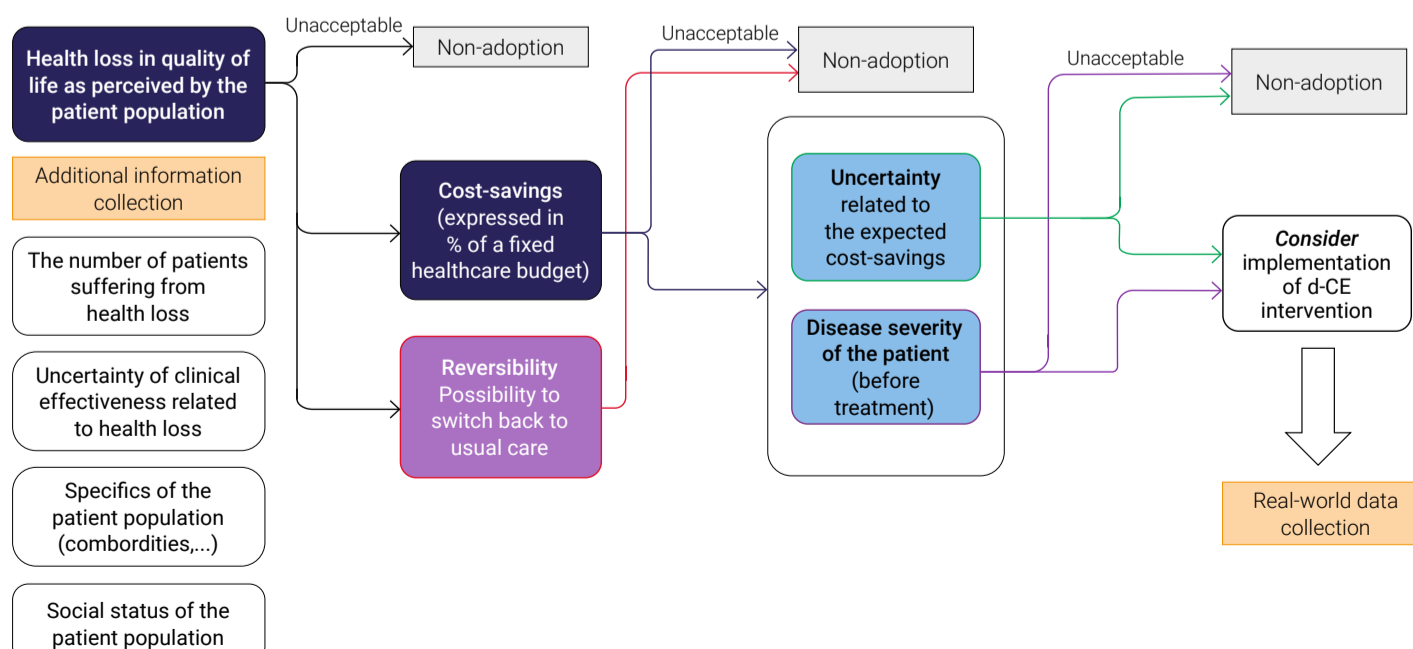 Health loss in quality of
life as perceived by the
patient population
Additional information
collection
The number of patients
suffering from
health loss
Uncertainty of clinical
effectiveness related
to health loss
Specifics of the
patient population
(combordities,...)
Social status of the
patient population
Unacceptable
Non-adoption
Cost-savings
(expressed in
% of a fixed
healthcare budget)
Reversibility
Possibility to
switch back to
usual care
Unacceptable
Non-adoption
Uncertainty
related to
the expected
cost-savings
Disease severity
of the patient
(before
treatment)
Unacceptable
Non-adoption
Consider
implementation
of d-CE
intervention
Real-world data
collection